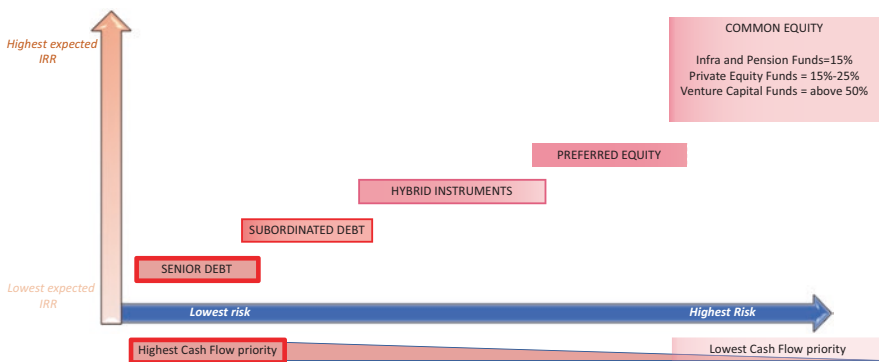 Highest expected
IRR
COMMON EQUITY
Infra and Pension Funds=15%
Private Equity Funds = 15%-25%
Venture Capital Funds = above 50%
PREFERRED EQUITY
HYBRID INSTRUMENTS
SUBORDINATED DEBT
SENIOR DEBT
Lowest expected
IRR
Lowest risk
Highest Risk
Highest Cash Flow priority
Lowest Cash Flow priority